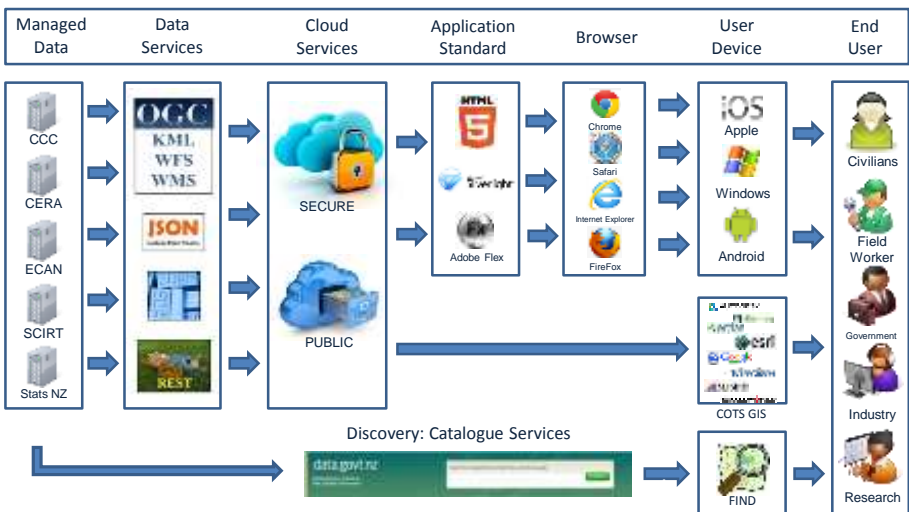 Managed
Data
Data
Services
Cloud
Services
Application
Standard
Browser
User
Device
End
User
CCC
CERA
ECAN
SCIRT
Stats NZ
OGC
KML
WFS
WMS
JSON
REST
SECURE
PUBLIC
HTML
5
Adobe Flex
Chrome
Safari
Internet Explorer
FireFox
iOS
Apple
Windows
Android
esri
Google
COTS GIS
Civilians
Field
Worker
Government
Industry
Research
Discovery: Catalogue Services
data.govt.nz
FIND